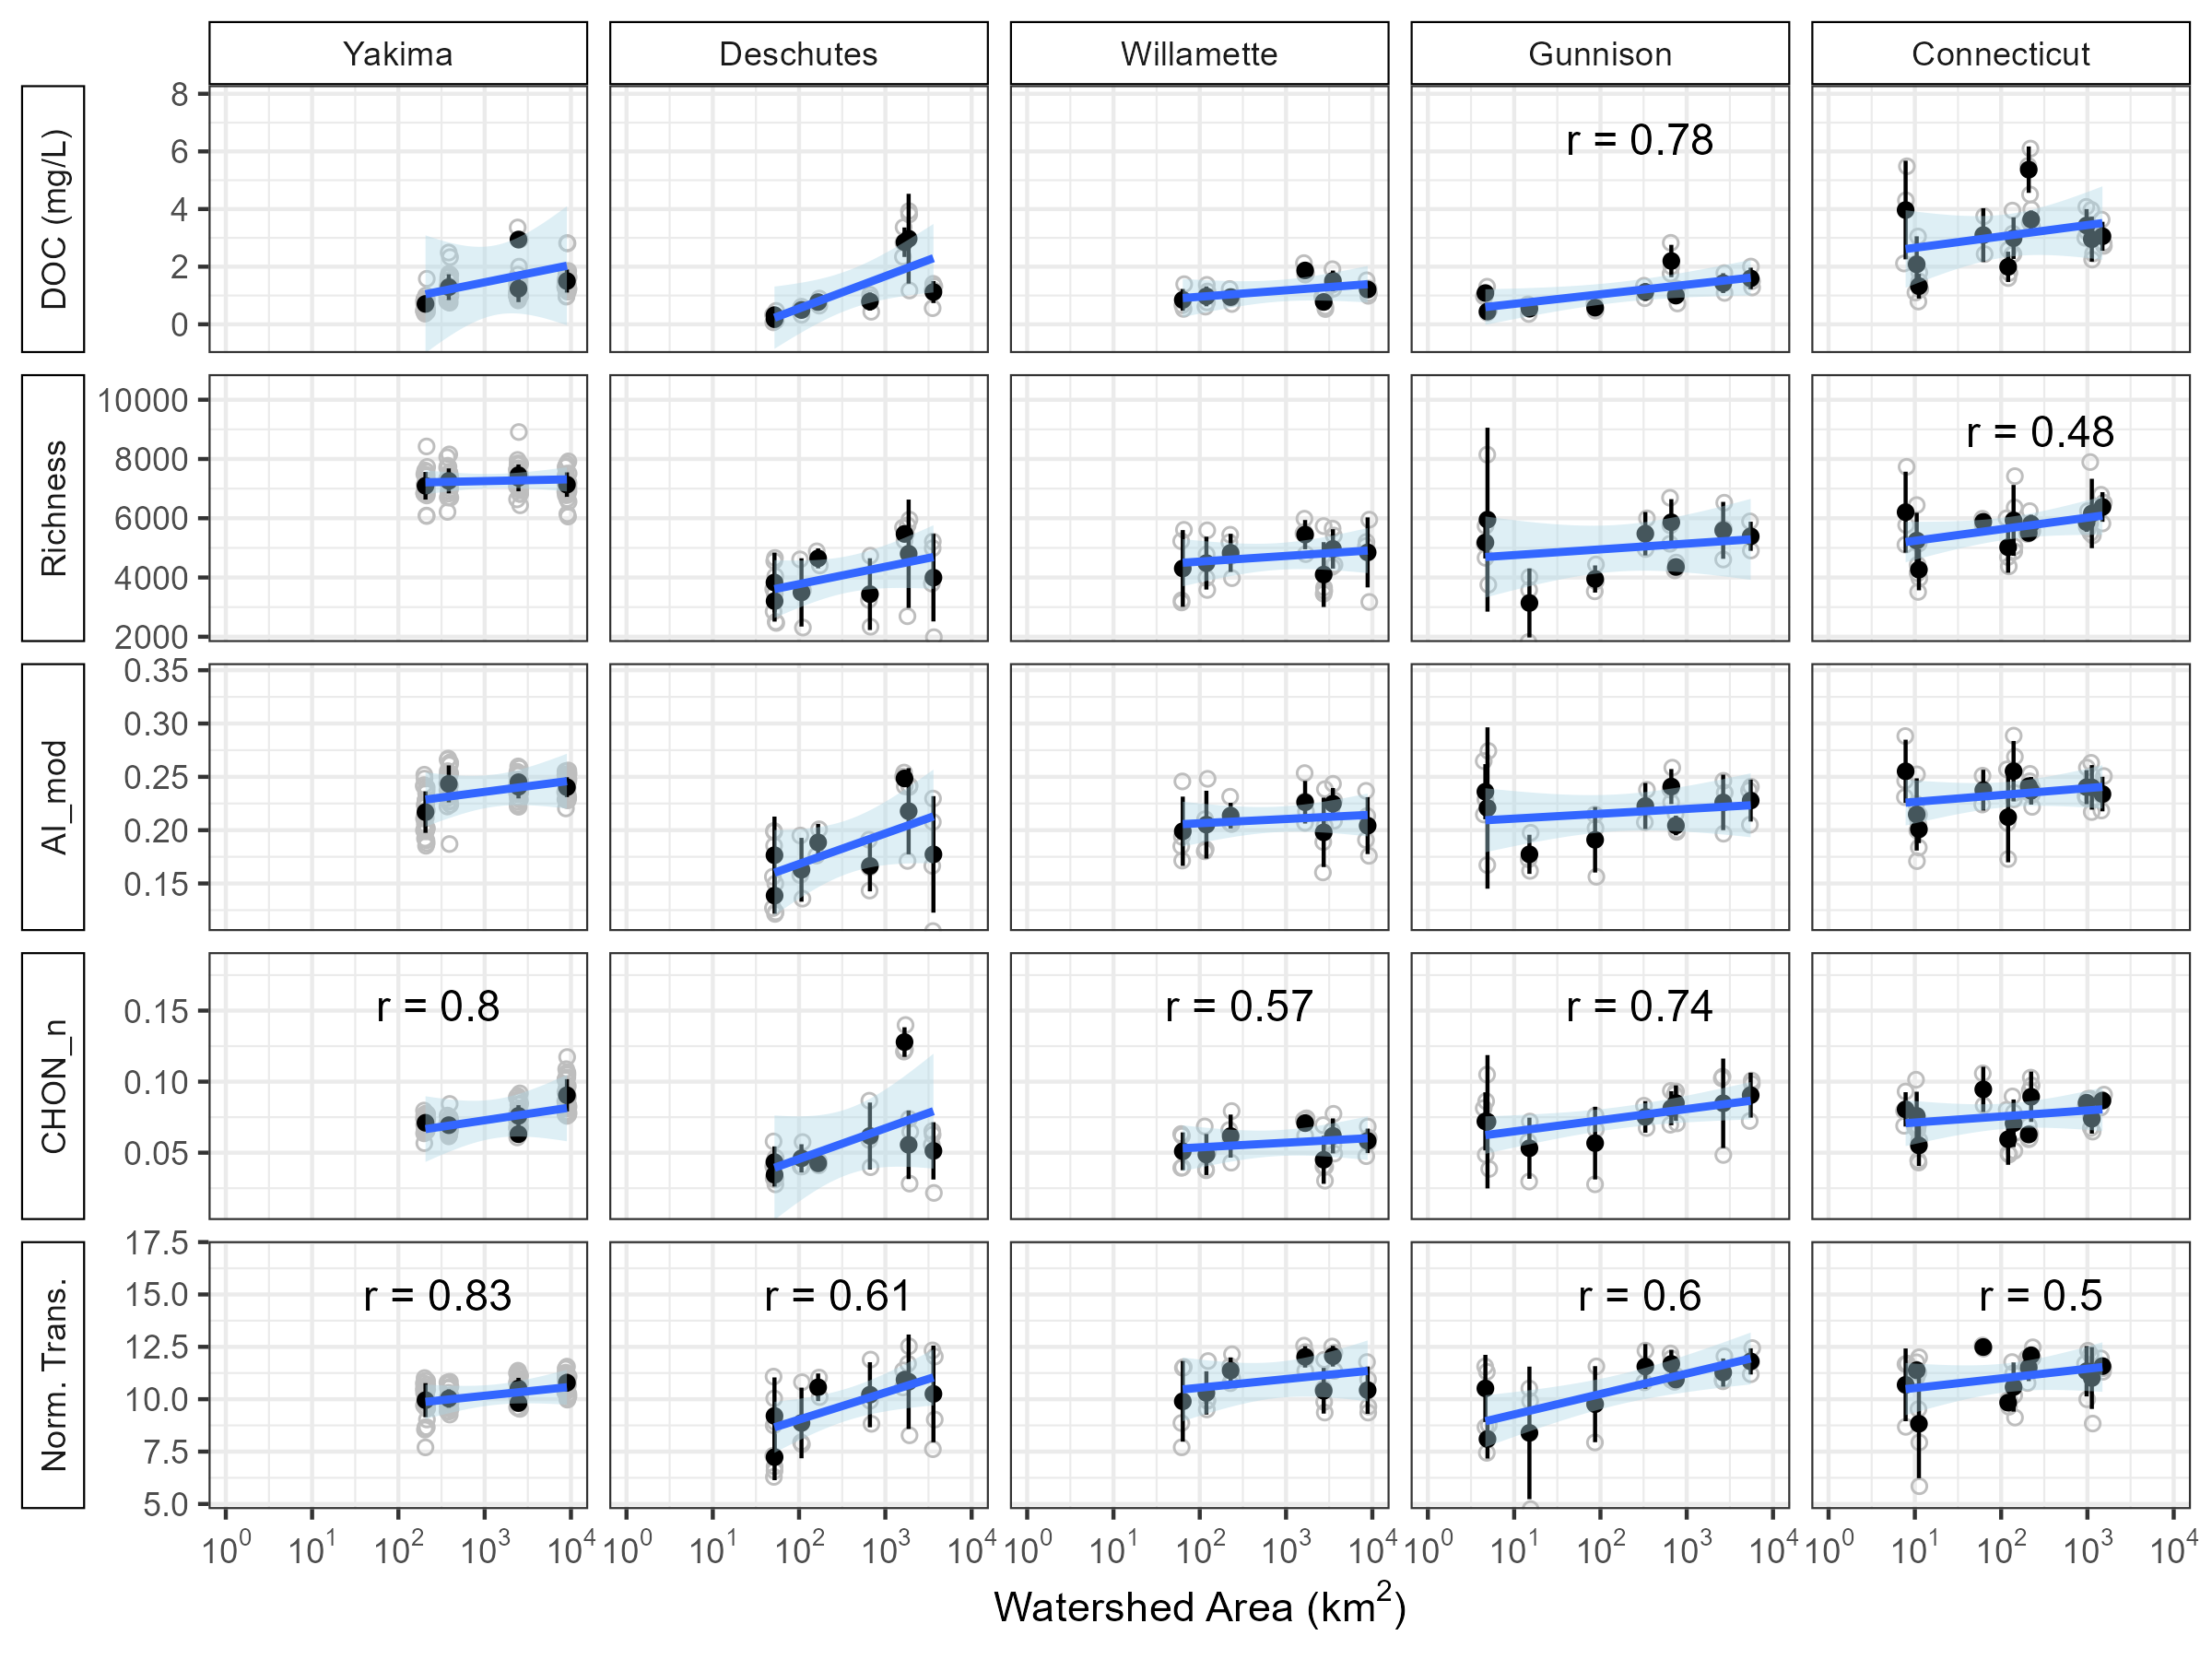 Yakima Deschutes Willamette Gunnison Connecticut
DOC (mg/L)
8
6
4
2
0
r = 0.78
Richness
10000
8000
6000
4000
2000
r = 0.48
AI_mod
0.35
0.30
0.25
0.20
0.15
CHON_n
0.15
0.10
0.05
r = 0.8
r = 0.57
r = 0.74
Norm. Trans.
17.5
15.0
12.5
10.0
7.5
5.0
r = 0.83
r = 0.61
r = 0.6
r = 0.5
10⁰ 10¹ 10² 10³ 10⁴ 10⁰ 10¹ 10² 10³ 10⁴ 10⁰ 10¹ 10² 10³ 10⁴ 10⁰ 10¹ 10² 10³ 10⁴ 10⁰ 10¹ 10² 10³ 10⁴
Watershed Area (km²)